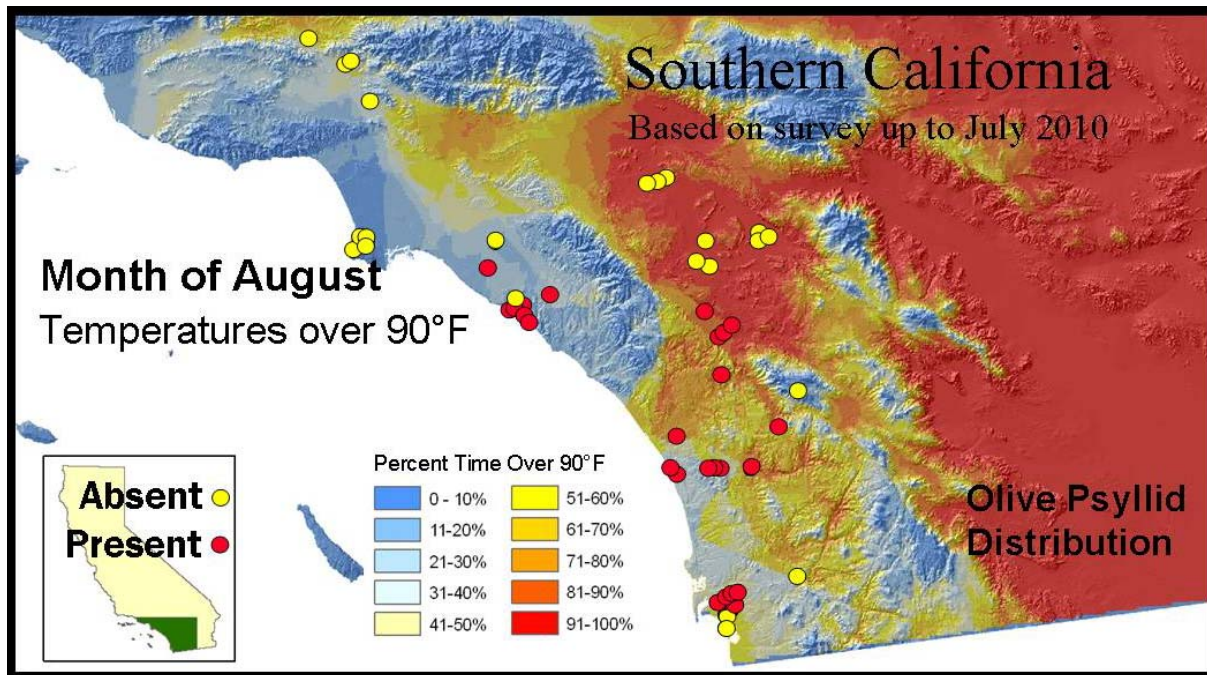 Southern California
Based on survey up to July 2010
Month of August
Temperatures over 90°F
Absent
Present
Percent Time Over 90°F
0 - 10%
11-20%
21-30%
31-40%
41-50%
51-60%
61-70%
71-80%
81-90%
91-100%
Olive Psyllid
Distribution